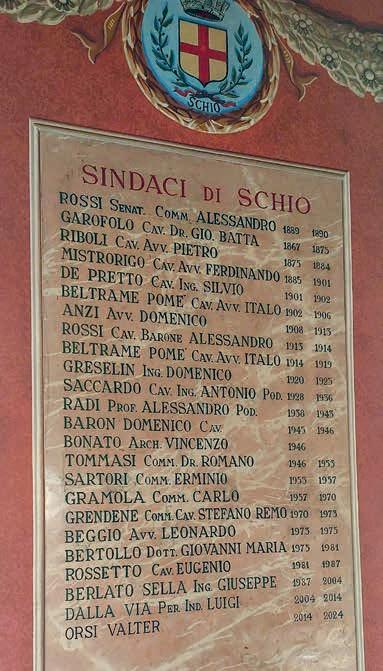 SCHIO
SINDACI DI SCHIO
ROSSI SENAT. COMM. ALESSANDRO 1889 1890
GAROFOLO CAV. DR. GIO. BATTA 1867 1875
RIBOLI CAV. AVV. PIETRO 1875 1884
MISTRORIGO CAV. AVV. FERDINANDO 1885 1901
DE PRETTO CAV. ING. SILVIO 1901 1902
BELTRAME POMÈ CAV. AVV. ITALO 1902 1906
ANZI AVV. DOMENICO 1908 1913
ROSSI CAV. BARONE ALESSANDRO 1913 1914
BELTRAME POMÈ CAV. AVV. ITALO 1914 1919
GRESELIN ING. DOMENICO 1920 1925
SACCARDO CAV. ING. ANTONIO POD. 1928 1936
RADI PROF. ALESSANDRO POD. 1938 1943
BARON DOMENICO CAV. 1945 1946
BONATO ARCH. VINCENZO 1946
TOMMASI COMM. DR. ROMANO 1946 1953
SARTORI COMM. ERMINIO 1953 1957
GRAMOLA COMM. CARLO 1957 1970
GRENDENE COMM. CAV. STEFANO REMO 1970 1973
BEGGIO AVV. LEONARDO 1973 1975
BERTOLLO DOTT. GIOVANNI MARIA 1975 1981
ROSSETTO CAV. EUGENIO 1981 1987
BERLATO SELLA ING. GIUSEPPE 1987 2004
DALLA VIA PER. IND. LUIGI 2004 2014
ORSI VALTER 2014 2024